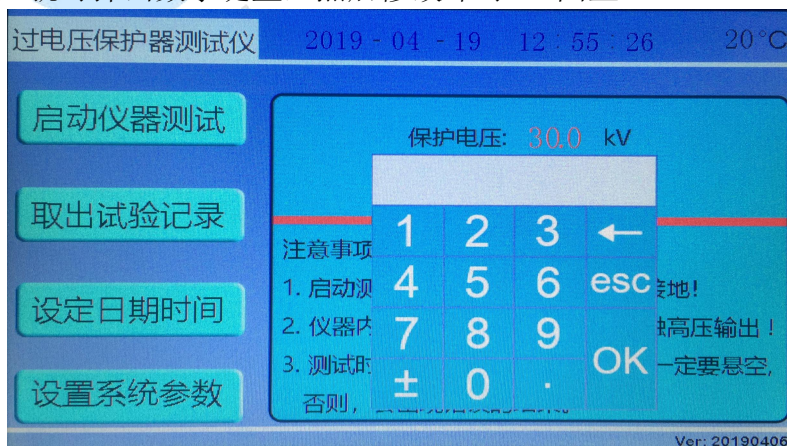 过电压保护器测试仪 2019-04-19 12:55:26 20°C
启动仪器测试
保护电压: 30.0 kV
取出试验记录
1 2 3 ←
注意事项
4 5 6 esc
1. 启动测 接地!
设定日期时间
2. 仪器内 触高压输出!
7 8 9
3. 测试时 一定要悬空,
OK
设置系统参数
± 0 .
否则,
Ver: 20190406